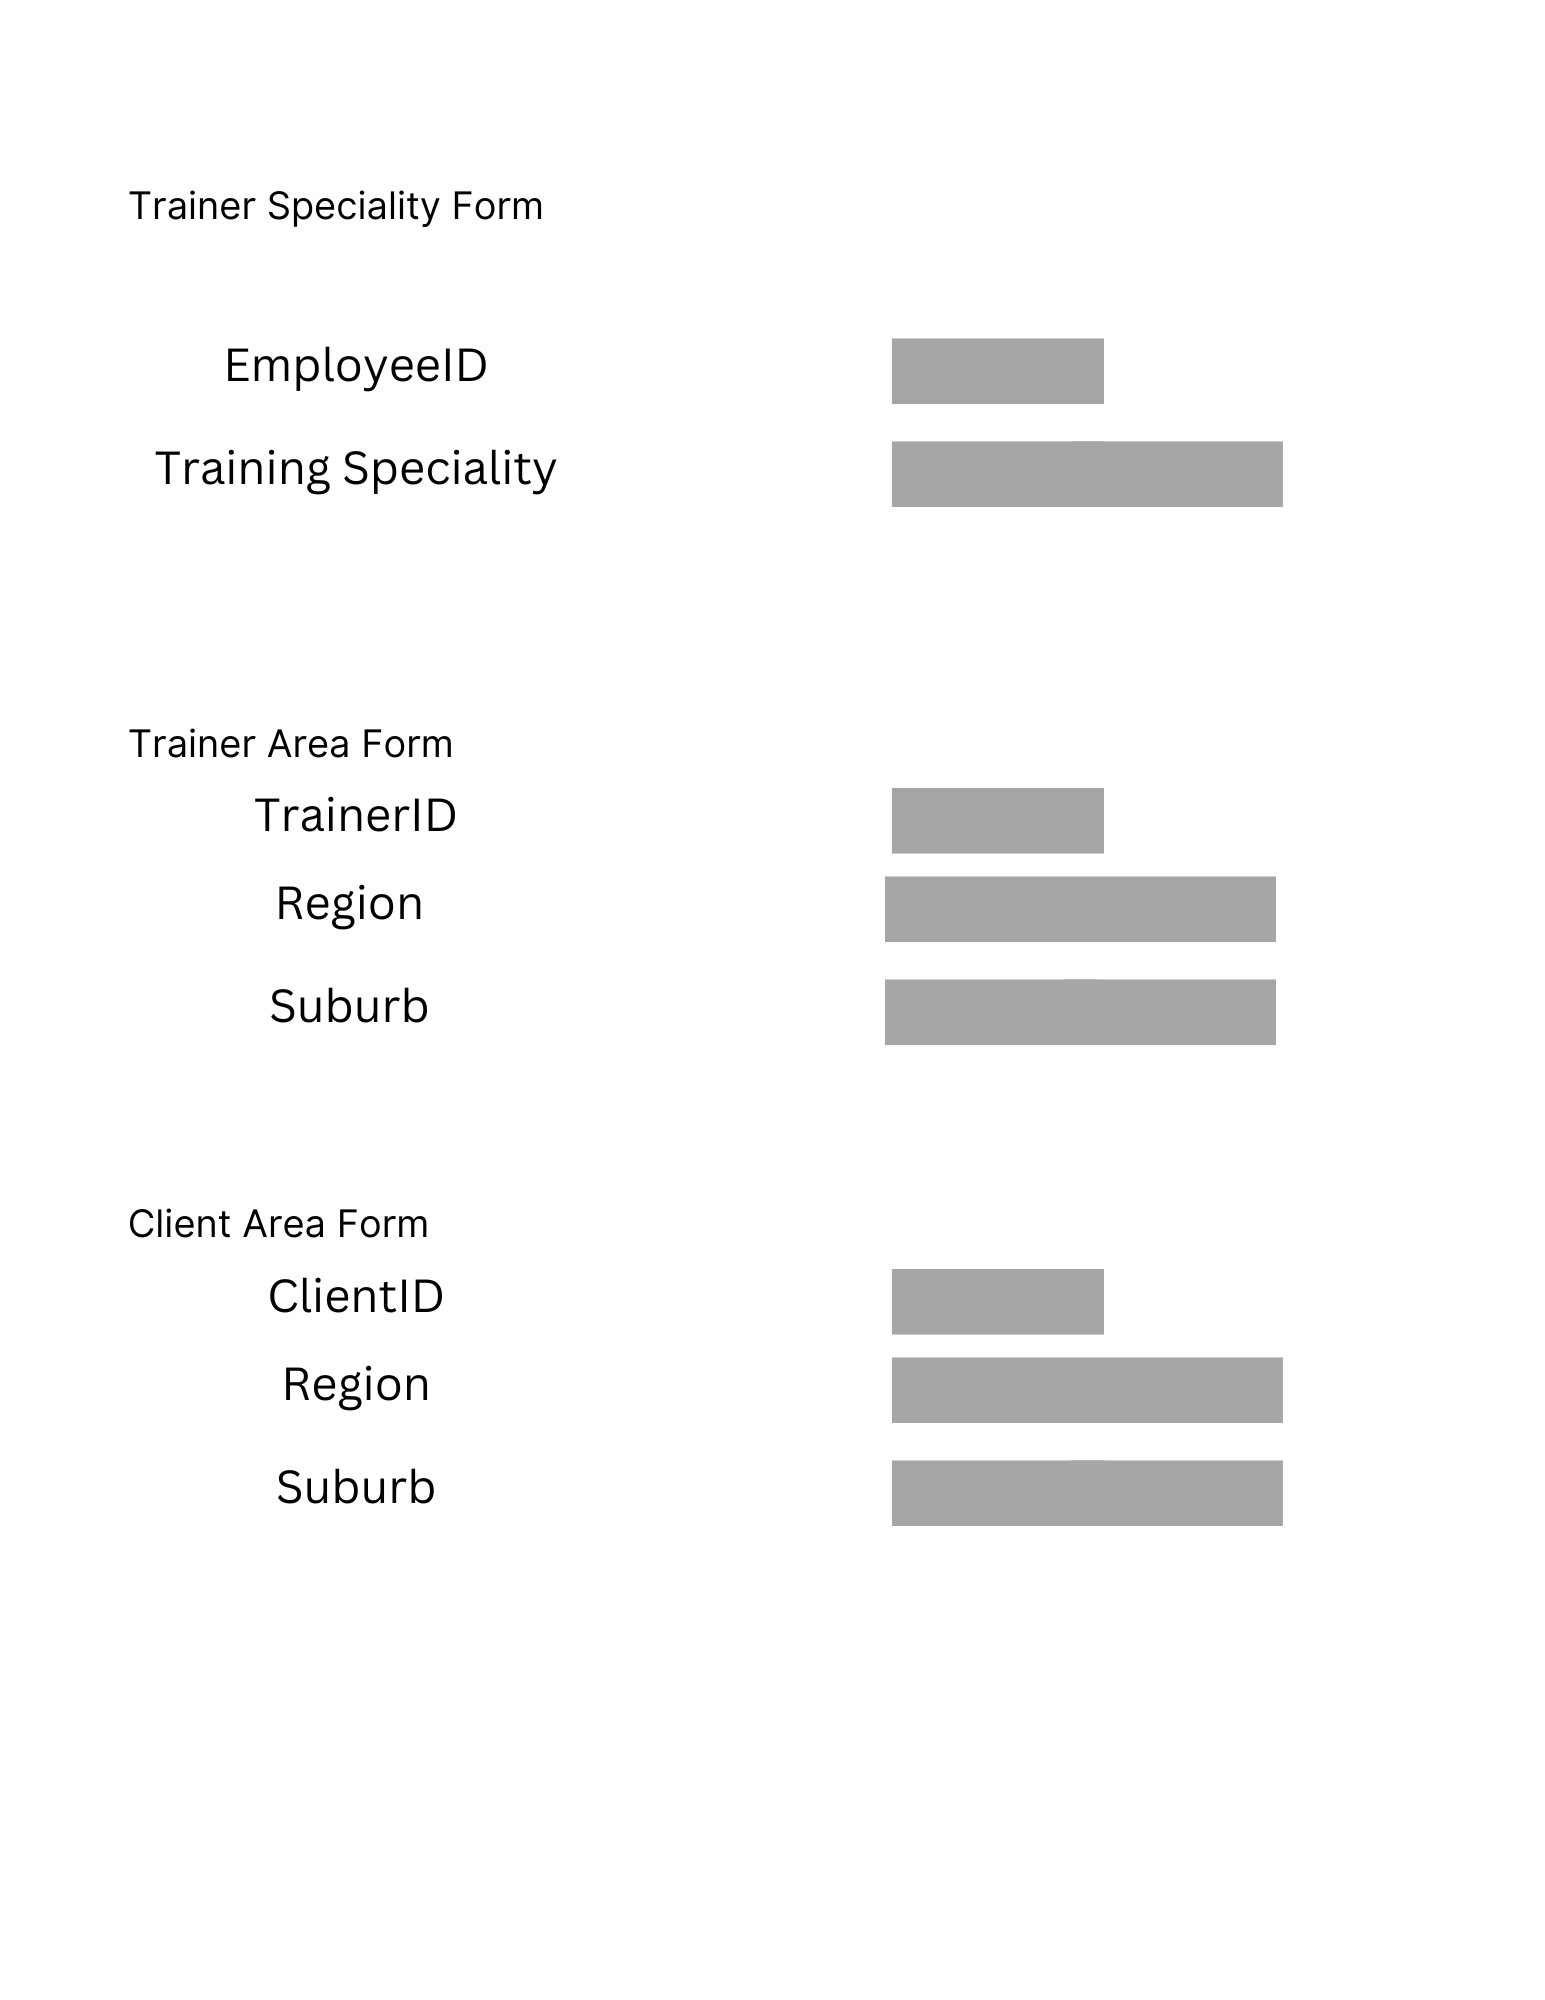 Trainer Speciality Form
EmployeeID
Training Speciality
Trainer Area Form
TrainerID
Region
Suburb
Client Area Form
ClientID
Region
Suburb